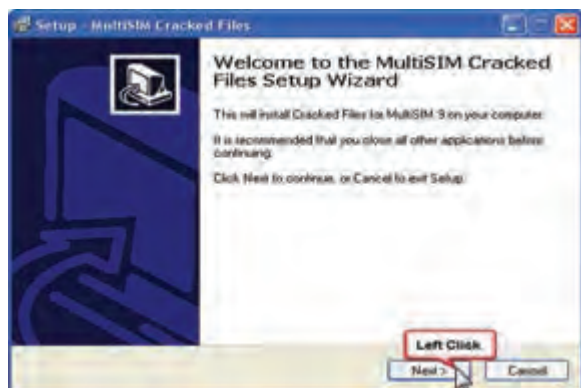 Setup - MultiSIM Cracked Files
Welcome to the MultiSIM Cracked
Files Setup Wizard
This will install Cracked Files for MultiSIM 9 on your computer.
It is recommended that you close all other applications before
continuing.
Click Next to continue, or Cancel to exit Setup.
Left Click.
Next >
Cancel